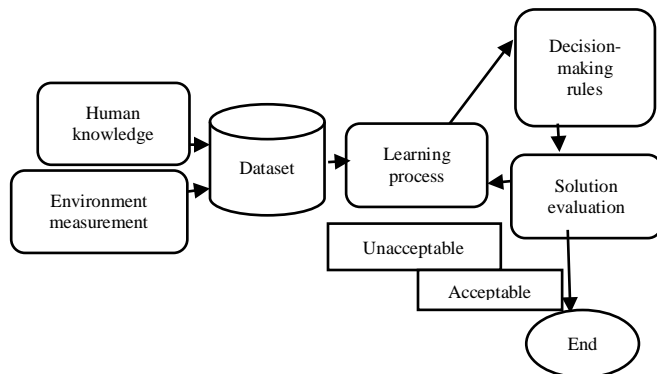 Decision-
making
rules
Human
knowledge
Dataset
Learning
process
Environment
measurement
Solution
evaluation
Unacceptable
Acceptable
End